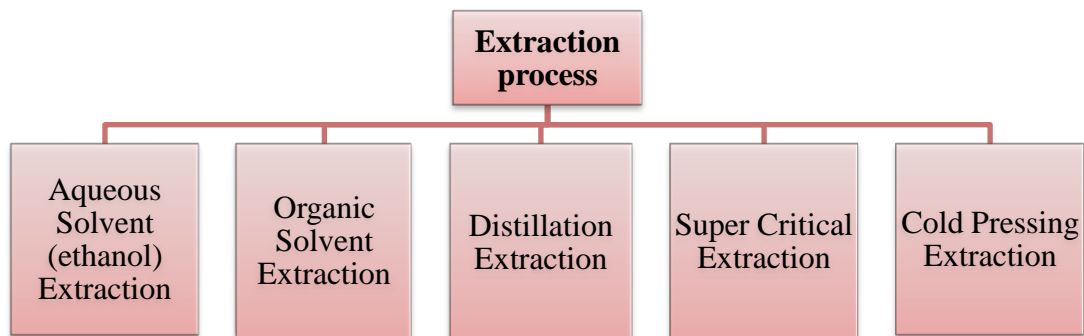 Extraction
process
Aqueous
Solvent
(ethanol)
Extraction
Organic
Solvent
Extraction
Distillation
Extraction
Super Critical
Extraction
Cold Pressing
Extraction